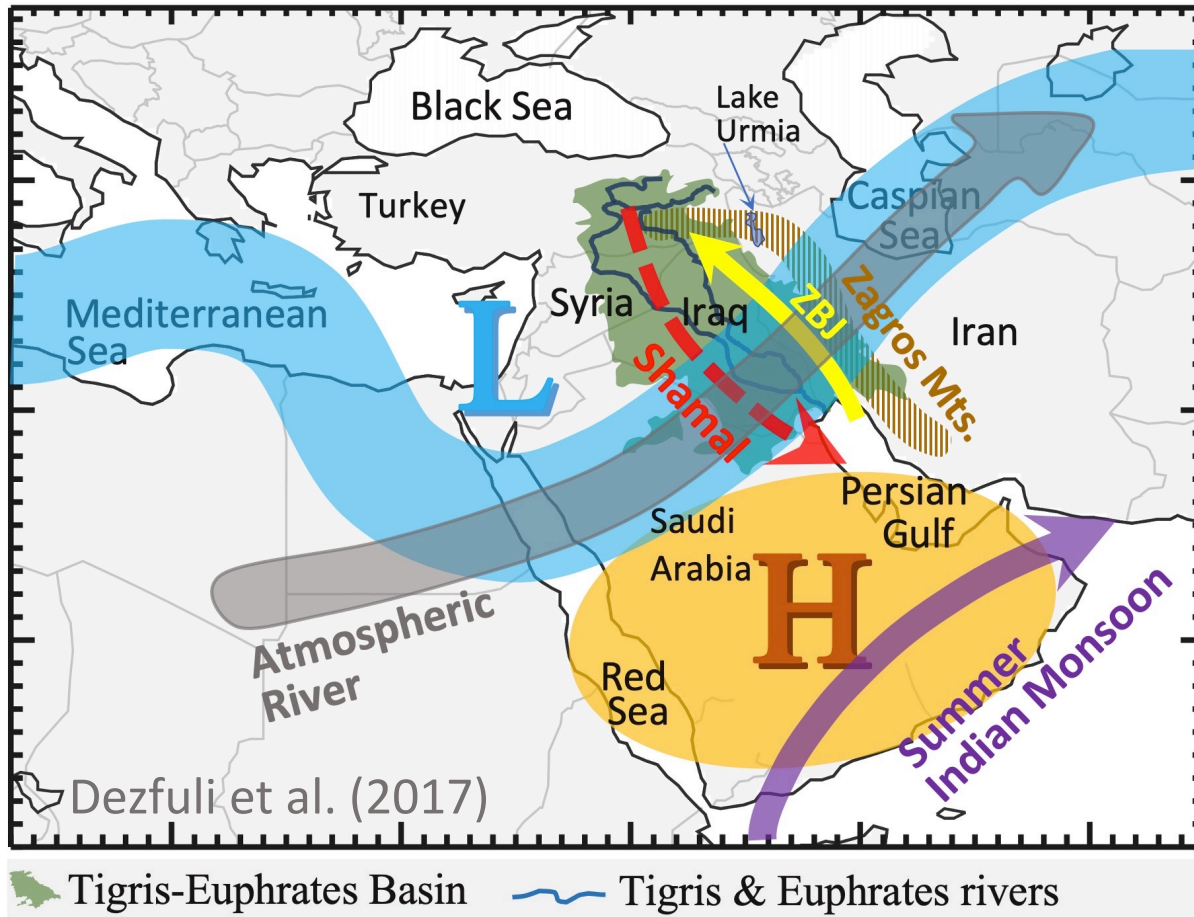 Black Sea
Lake
Urmia
Turkey
Caspian
Sea
Mediterranean
Sea
Syria
Iraq
ZBJ
Zagros Mts.
Iran
L
Shamal
Persian
Gulf
Saudi
Arabia
H
Atmospheric
River
Red
Sea
Summer
Indian Monsoon
Dezfuli et al. (2017)
Tigris-Euphrates Basin
Tigris & Euphrates rivers